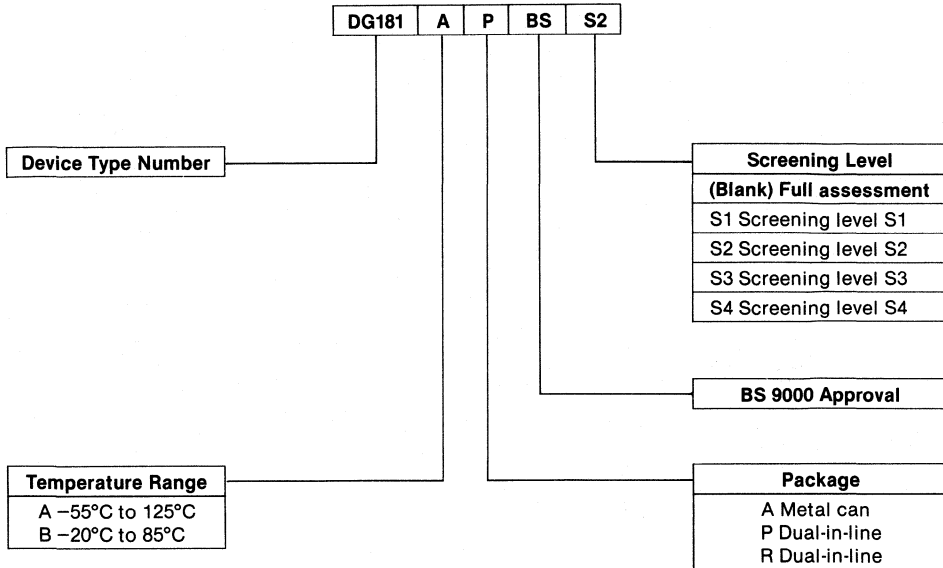 DG181 A P BS S2
Device Type Number
Screening Level
(Blank) Full assessment
S1 Screening level S1
S2 Screening level S2
S3 Screening level S3
S4 Screening level S4
BS 9000 Approval
Temperature Range
A –55°C to 125°C
B –20°C to 85°C
Package
A Metal can
P Dual-in-line
R Dual-in-line